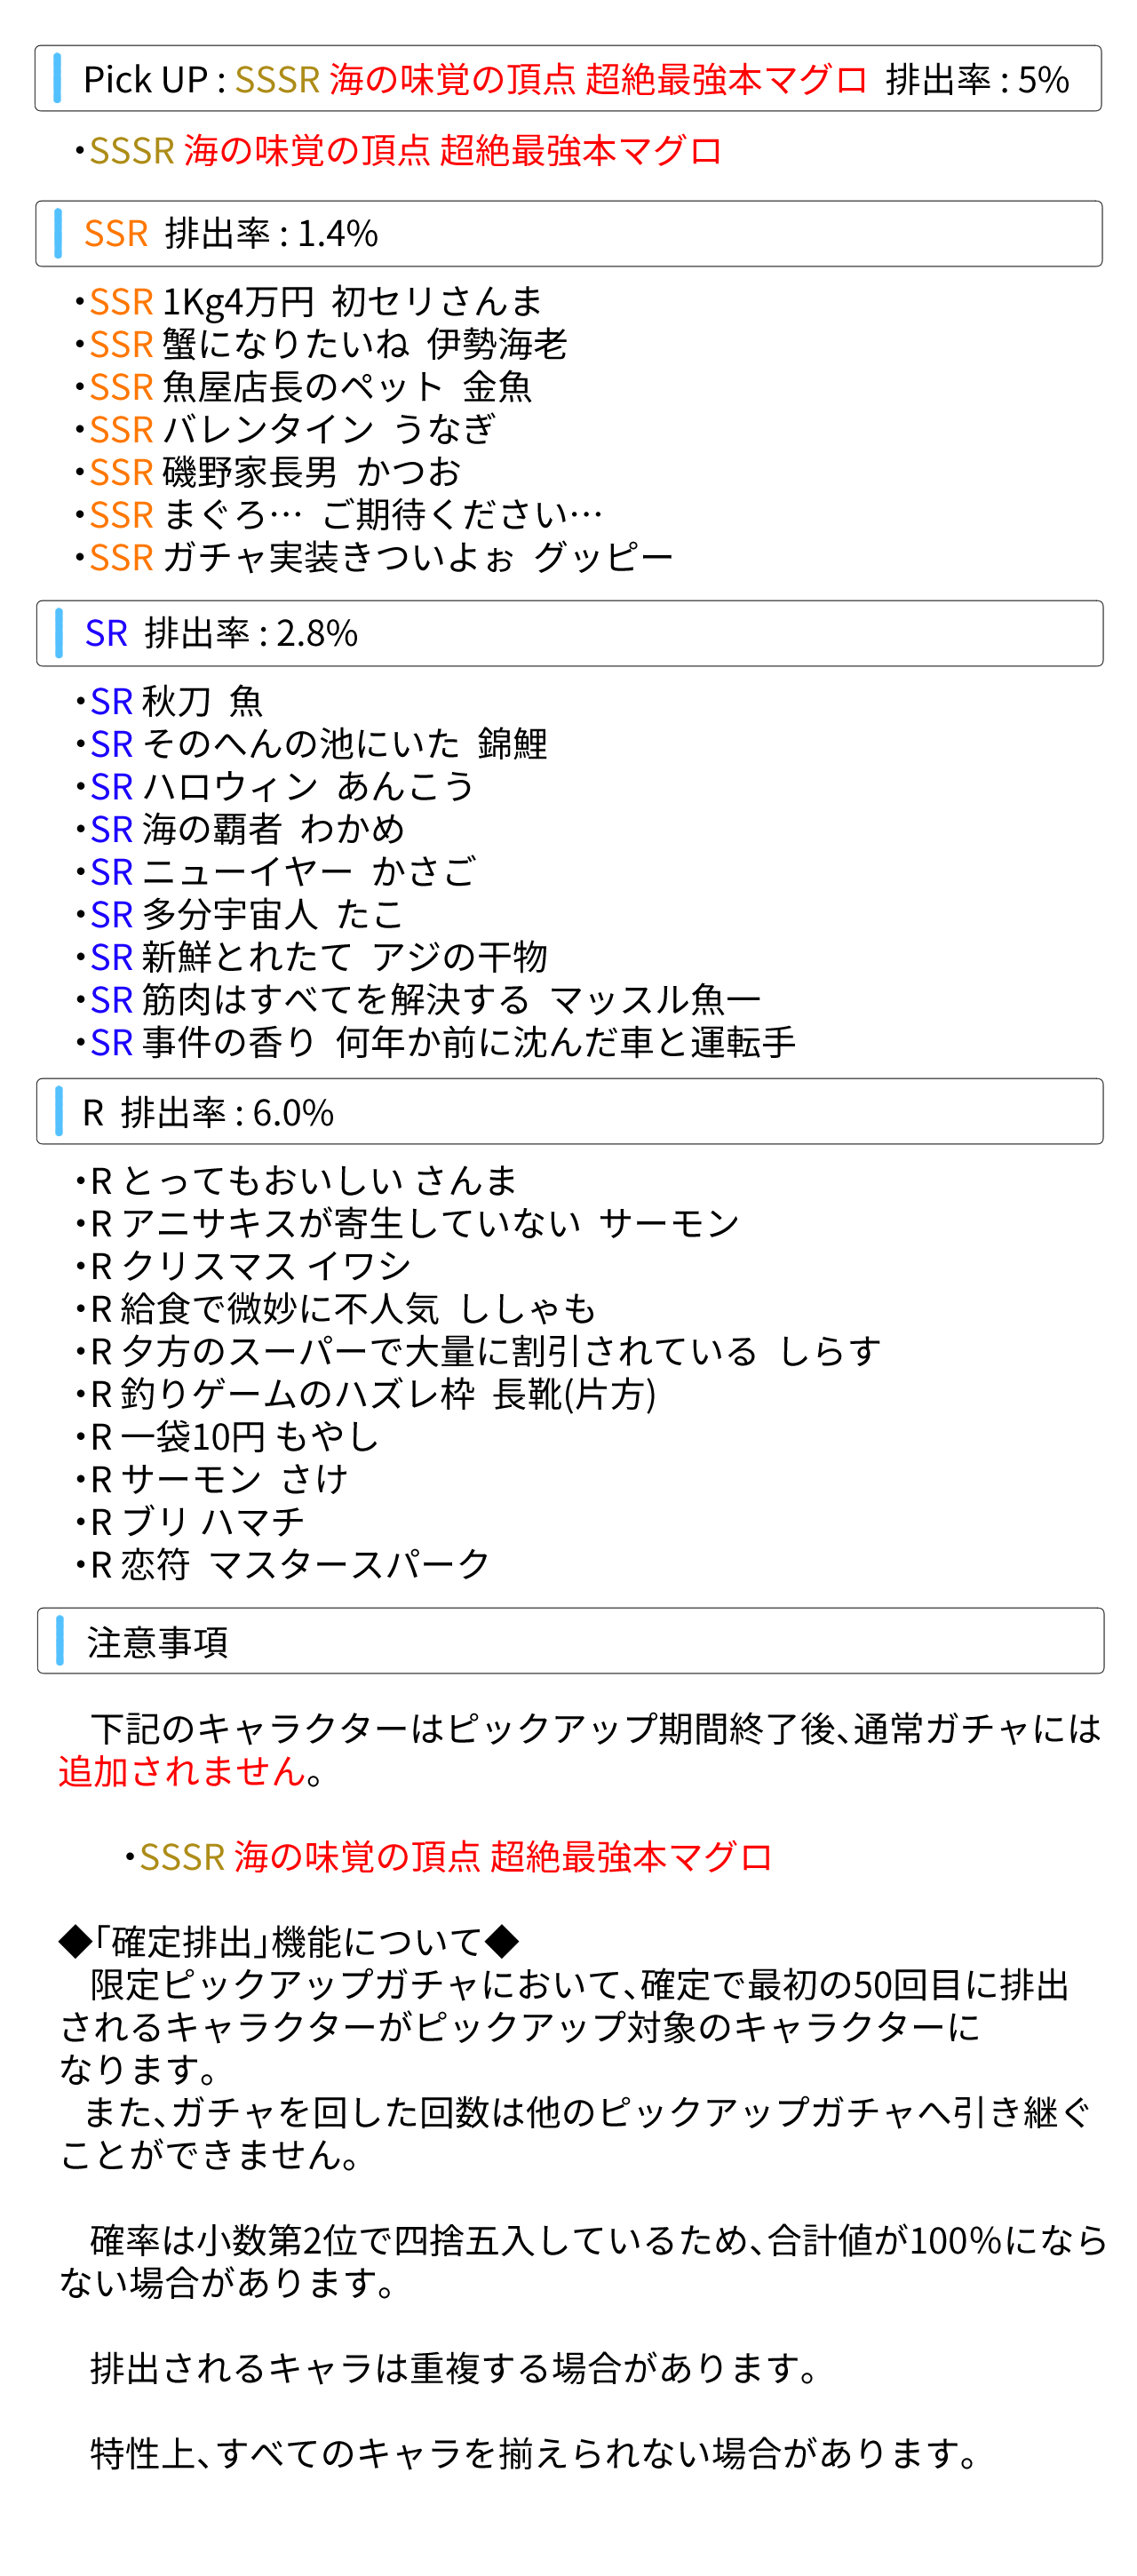 Pick UP : SSSR 海の味覚の頂点 超絶最強本マグロ 排出率 : 5%
・SSSR 海の味覚の頂点 超絶最強本マグロ
SSR 排出率 : 1.4%
・SSR 1Kg4万円 初セリさんま
・SSR 蟹になりたいね 伊勢海老
・SSR 魚屋店長のペット 金魚
・SSR バレンタイン うなぎ
・SSR 磯野家長男 かつお
・SSR まぐろ… ご期待ください…
・SSR ガチャ実装きついよぉ グッピー
SR 排出率 : 2.8%
・SR 秋刀 魚
・SR そのへんの池にいた 錦鯉
・SR ハロウィン あんこう
・SR 海の覇者 わかめ
・SR ニューイヤー かさご
・SR 多分宇宙人 たこ
・SR 新鮮とれたて アジの干物
・SR 筋肉はすべてを解決する マッスル魚一
・SR 事件の香り 何年か前に沈んだ車と運転手
R 排出率 : 6.0%
・R とってもおいしい さんま
・R アニサキスが寄生していない サーモン
・R クリスマス イワシ
・R 給食で微妙に不人気 ししゃも
・R 夕方のスーパーで大量に割引されている しらす
・R 釣りゲームのハズレ枠 長靴(片方)
・R 一袋10円 もやし
・R サーモン さけ
・R ブリ ハマチ
・R 恋符 マスタースパーク
注意事項
下記のキャラクターはピックアップ期間終了後、通常ガチャには
追加されません。
・SSSR 海の味覚の頂点 超絶最強本マグロ
◆「確定排出」機能について◆
限定ピックアップガチャにおいて、確定で最初の50回目に排出
されるキャラクターがピックアップ対象のキャラクターに
なります。
また、ガチャを回した回数は他のピックアップガチャへ引き継ぐ
ことができません。
確率は小数第2位で四捨五入しているため、合計値が100%になら
ない場合があります。
排出されるキャラは重複する場合があります。
特性上、すべてのキャラを揃えられない場合があります。